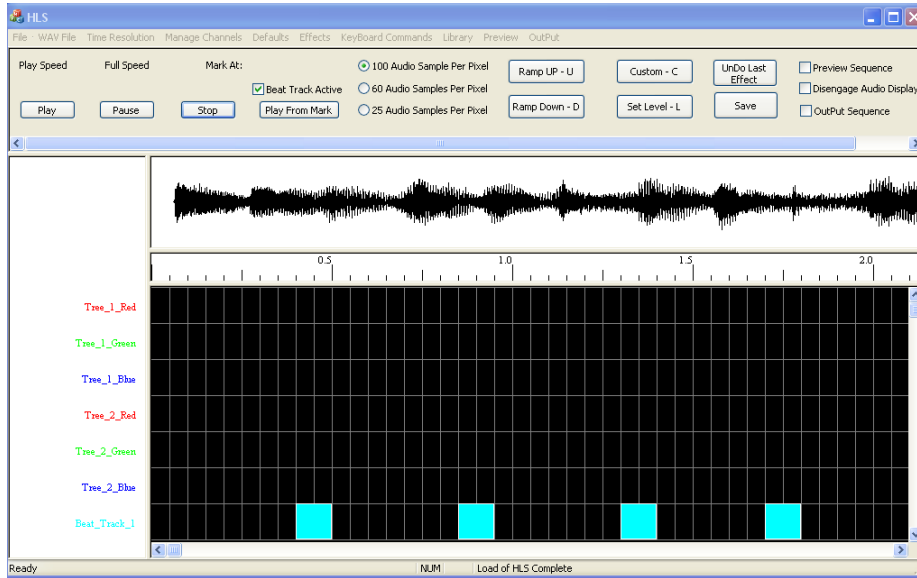 HLS
File WAV File Time Resolution Manage Channels Defaults Effects KeyBoard Commands Library Preview OutPut
Play Speed Full Speed Mark At:
100 Audio Sample Per Pixel
Ramp UP - U
Custom - C
UnDo Last Effect
Preview Sequence
Beat Track Active
60 Audio Samples Per Pixel
Disengage Audio Display
Play
Pause
Stop
Play From Mark
25 Audio Samples Per Pixel
Ramp Down - D
Set Level - L
Save
OutPut Sequence
0.5 1.0 1.5 2.0
Tree_1_Red
Tree_1_Green
Tree_1_Blue
Tree_2_Red
Tree_2_Green
Tree_2_Blue
Beat_Track_1
Ready NUM Load of HLS Complete